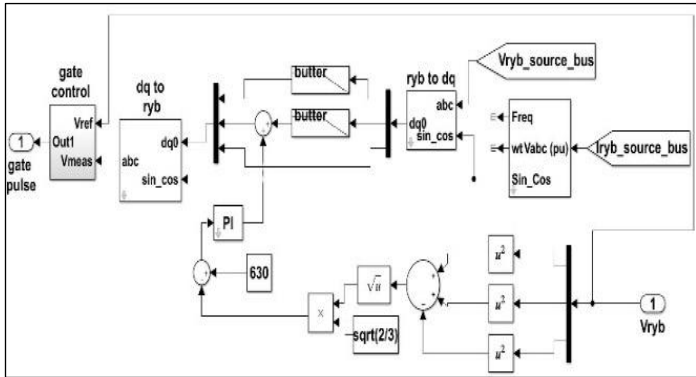 gate
control
Vref
Out1
Vmeas
1
gate
pulse
dq to
ryb
dq0
abc
sin_cos
butter
butter
ryb to dq
abc
dq0
sin_cos
Vryb_source_bus
Freq
wt Vabc (pu)
Sin_Cos
Iryb_source_bus
PI
630
×
√u
sqrt(2/3)
u²
u²
u²
1
Vryb